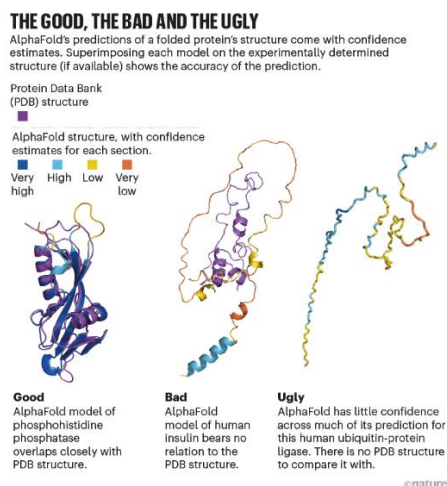 THE GOOD, THE BAD AND THE UGLY
AlphaFold's predictions of a folded protein's structure come with confidence
estimates. Superimposing each model on the experimentally determined
structure (if available) shows the accuracy of the prediction.
Protein Data Bank
(PDB) structure
AlphaFold structure, with confidence
estimates for each section.
Very high
High
Low
Very low
Good
AlphaFold model of
phosphohistidine
phosphatase
overlaps closely with
PDB structure.
Bad
AlphaFold
model of human
insulin bears no
relation to the
PDB structure.
Ugly
AlphaFold has little confidence
across much of its prediction for
this human ubiquitin-protein
ligase. There is no PDB structure
to compare it with.
©nature